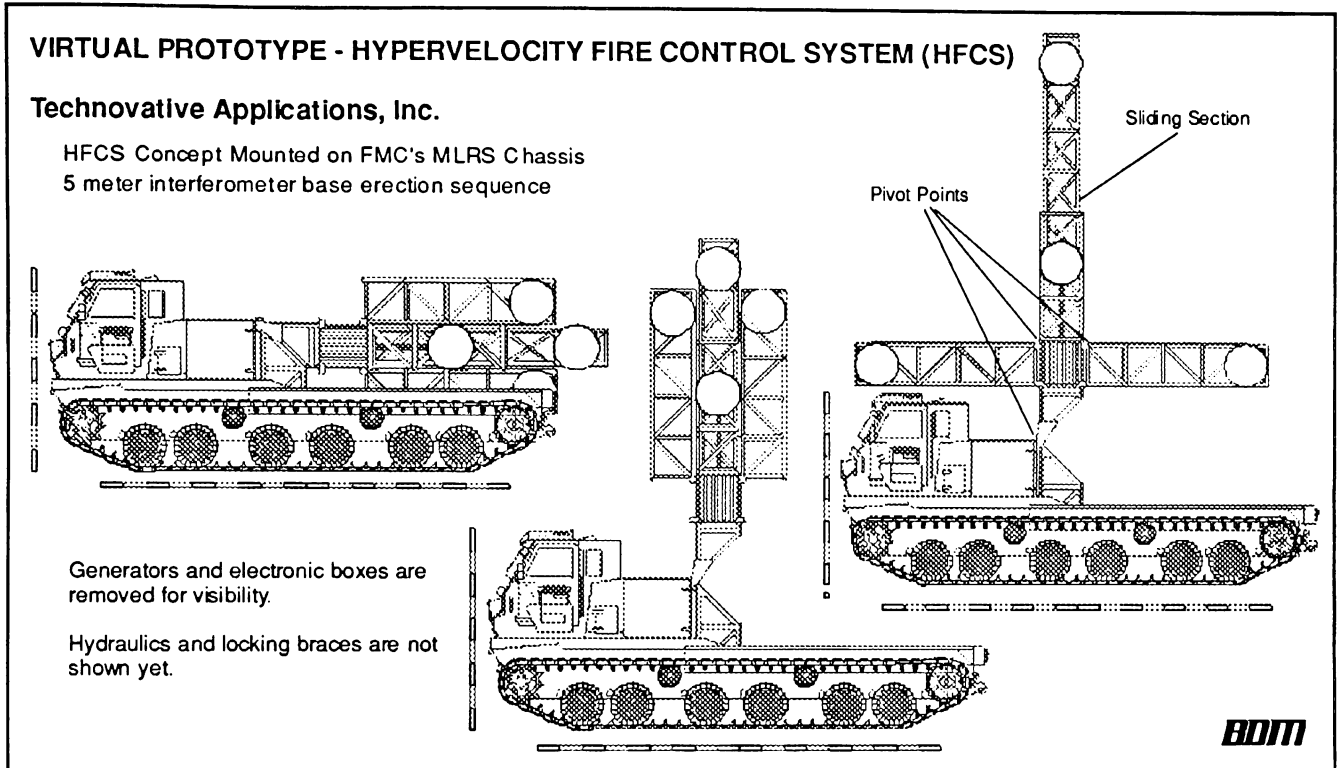 VIRTUAL PROTOTYPE - HYPERVELOCITY FIRE CONTROL SYSTEM (HFCS)
Technovative Applications, Inc.
HFCS Concept Mounted on FMC's MLRS Chassis
5 meter interferometer base erection sequence
Sliding Section
Pivot Points
Generators and electronic boxes are
removed for visibility.
Hydraulics and locking braces are not
shown yet.
BDM